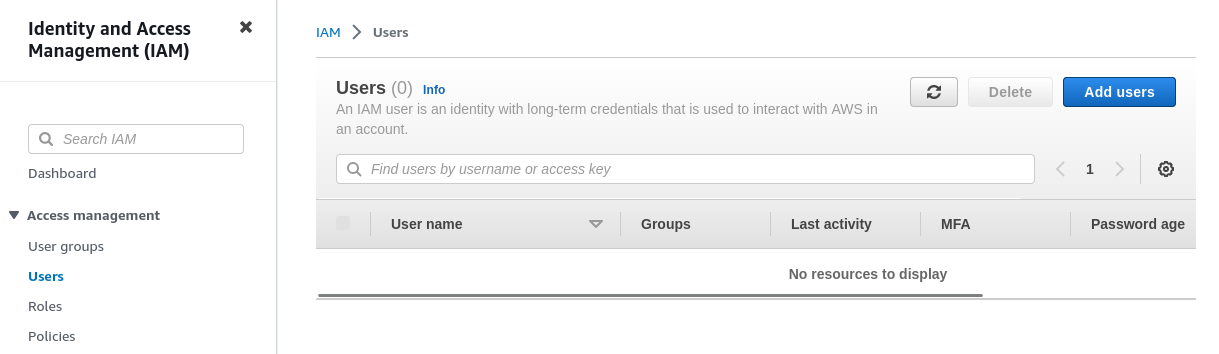 Identity and Access
Management (IAM)
Search IAM
Dashboard
Access management
User groups
Users
Roles
Policies
IAM > Users
Users (0) Info
An IAM user is an identity with long-term credentials that is used to interact with AWS in
an account.
Delete
Add users
Find users by username or access key
1
User name Groups Last activity MFA Password age
No resources to display